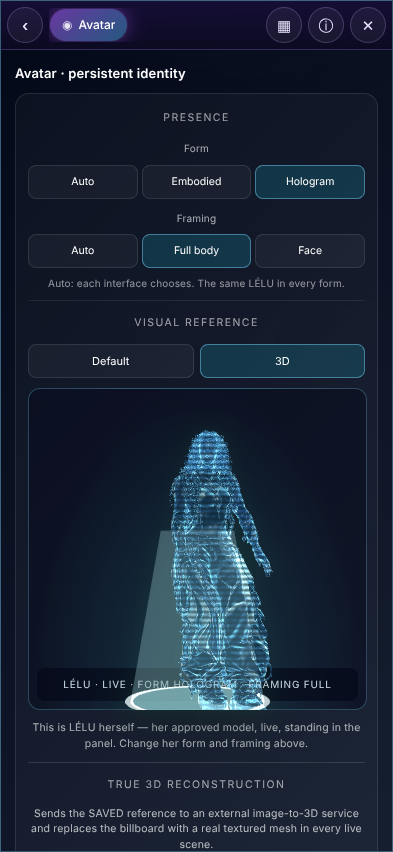 Avatar
Avatar · persistent identity
PRESENCE
Form
Auto
Embodied
Hologram
Framing
Auto
Full body
Face
Auto: each interface chooses. The same LÉLU in every form.
VISUAL REFERENCE
Default
3D
LÉLU · LIVE · FORM HOLOGRAM · FRAMING FULL
This is LÉLU herself — her approved model, live, standing in the
panel. Change her form and framing above.
TRUE 3D RECONSTRUCTION
Sends the SAVED reference to an external image-to-3D service
and replaces the billboard with a real textured mesh in every live
scene.